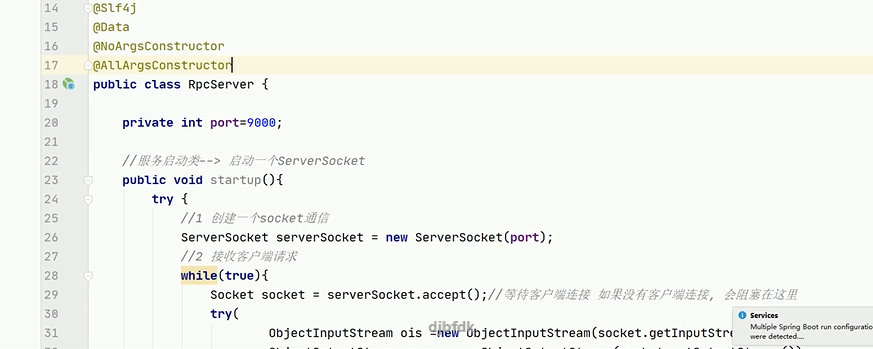 14 @Slf4j
15 @Data
16 @NoArgsConstructor
17 @AllArgsConstructor
18 public class RpcServer {
19
20 private int port=9000;
21
22 //服务启动类--> 启动一个ServerSocket
23 public void startup(){
24 try {
25 //1 创建一个socket通信
26 ServerSocket serverSocket = new ServerSocket(port);
27 //2 接收客户端请求
28 while(true){
29 Socket socket = serverSocket.accept();//等待客户端连接 如果没有客户端连接, 会阻塞在这里
30 try(
31 ObjectInputStream ois =new ObjectInputStream(socket.getInputStre
djbfdk
Services
Multiple Spring Boot run configuratio
were detected....